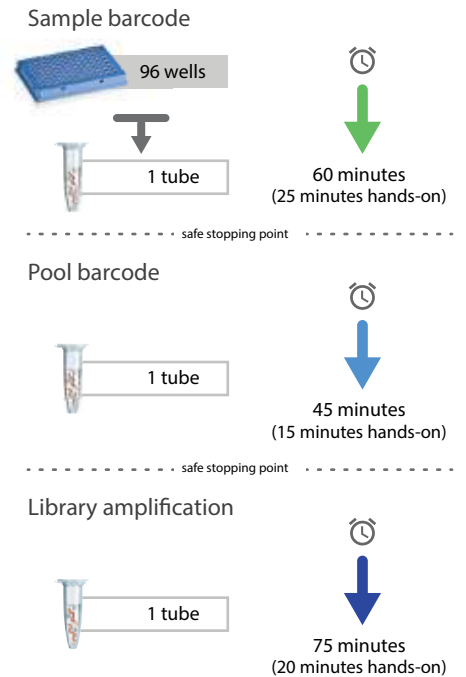 Sample barcode
96 wells
1 tube
60 minutes
(25 minutes hands-on)
safe stopping point
Pool barcode
1 tube
45 minutes
(15 minutes hands-on)
safe stopping point
Library amplification
1 tube
75 minutes
(20 minutes hands-on)